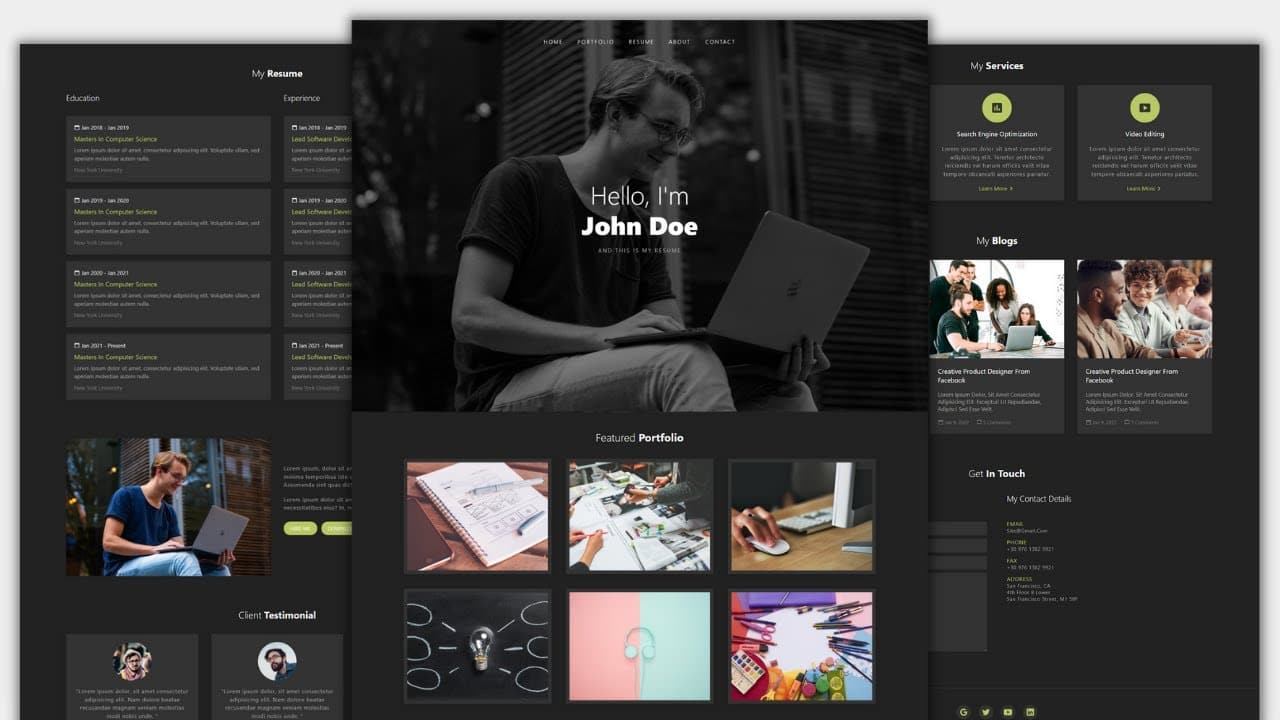 My Resume
Education
Jan 2018 - Jan 2019
Masters In Computer Science
Lorem ipsum dolor sit amet, consectetur adipisicing elit. Voluptate ullam, sed
aperiam molestiae autem nulla.
New York University
Jan 2019 - Jan 2020
Masters In Computer Science
Lorem ipsum dolor sit amet, consectetur adipisicing elit. Voluptate ullam, sed
aperiam molestiae autem nulla.
New York University
Jan 2020 - Jan 2021
Masters In Computer Science
Lorem ipsum dolor sit amet, consectetur adipisicing elit. Voluptate ullam, sed
aperiam molestiae autem nulla.
New York University
Jan 2021 - Present
Masters In Computer Science
Lorem ipsum dolor sit amet, consectetur adipisicing elit. Voluptate ullam, sed
aperiam molestiae autem nulla.
New York University
Experience
Jan 2018 - Jan 2019
Lead Software Devel
Lorem ipsum dolor sit
aperiam molestiae aut
New York University
Jan 2019 - Jan 2020
Lead Software Devel
Lorem ipsum dolor sit
aperiam molestiae aut
New York University
Jan 2020 - Jan 2021
Lead Software Devel
Lorem ipsum dolor sit
aperiam molestiae aut
New York University
Jan 2021 - Present
Lead Software Devel
Lorem ipsum dolor sit
aperiam molestiae aut
New York University
Lorem, ipsum dolor sit a
minima temporibus iste
Assumenda sint quas dict
Lorem ipsum dolor sit am
necessitatibus eius? In,
HIRE ME
Client Testimonial
"Lorem ipsum dolor, sit amet consectetur
adipisicing elit. Nam dolore beatae
recusandae magnam veniam molestias
modi nobis unde. "
"Lorem ipsum dolor, sit amet consectetur
adipisicing elit. Nam dolore beatae
recusandae magnam veniam molestias
modi nobis unde. "
HOME PORTFOLIO RESUME ABOUT CONTACT
Hello, I'm
John Doe
AND THIS IS MY RESUME
Featured Portfolio
My Services
Search Engine Optimization
Lorem ipsum dolor sit amet consectetur
adipisicing elit. Tenetur architecto
reiciendis vel harum officiis velit vitae
tempore obcaecati asperiores pariatur.
Learn More
Video Editing
Lorem ipsum dolor sit amet consectetur
adipisicing elit. Tenetur architecto
reiciendis vel harum officiis velit vitae
tempore obcaecati asperiores pariatur.
Learn More
My Blogs
Creative Product Designer From
Facebook
Lorem Ipsum Dolor, Sit Amet Consectetur
Adipisicing Elit. Excepturi Ut Repudiandae,
Adipisci Sed Esse Velit.
Jan 9, 2022
Comments
Creative Product Designer From
Facebook
Lorem Ipsum Dolor, Sit Amet Consectetur
Adipisicing Elit. Excepturi Ut Repudiandae,
Adipisci Sed Esse Velit.
Comments
Get In Touch
My Contact Details
EMAIL
Site@Gmail.Com
PHONE
+30 976 1382 9921
FAX
+30 976 1382 9921
ADDRESS
San Francisco, CA
4th Floor 8 Lower
San Francisco Street, M1 50F